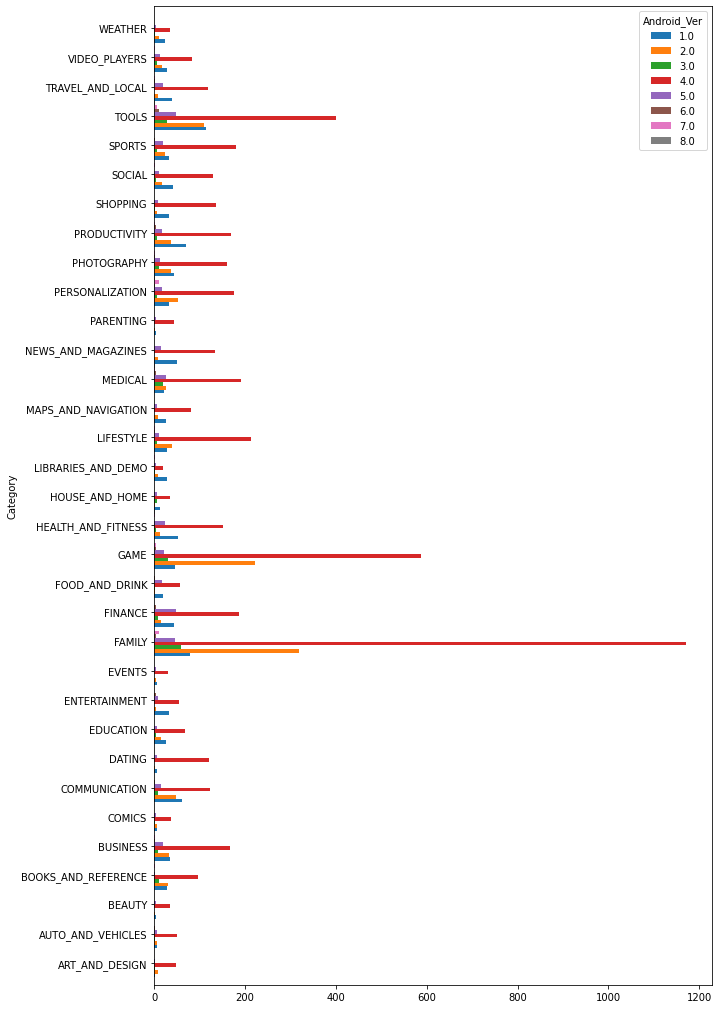 Android_Ver
1.0
2.0
3.0
4.0
5.0
6.0
7.0
8.0
WEATHER
VIDEO_PLAYERS
TRAVEL_AND_LOCAL
TOOLS
SPORTS
SOCIAL
SHOPPING
PRODUCTIVITY
PHOTOGRAPHY
PERSONALIZATION
PARENTING
NEWS_AND_MAGAZINES
MEDICAL
MAPS_AND_NAVIGATION
LIFESTYLE
LIBRARIES_AND_DEMO
HOUSE_AND_HOME
HEALTH_AND_FITNESS
GAME
FOOD_AND_DRINK
FINANCE
FAMILY
EVENTS
ENTERTAINMENT
EDUCATION
DATING
COMMUNICATION
COMICS
BUSINESS
BOOKS_AND_REFERENCE
BEAUTY
AUTO_AND_VEHICLES
ART_AND_DESIGN
Category
0 200 400 600 800 1000 1200